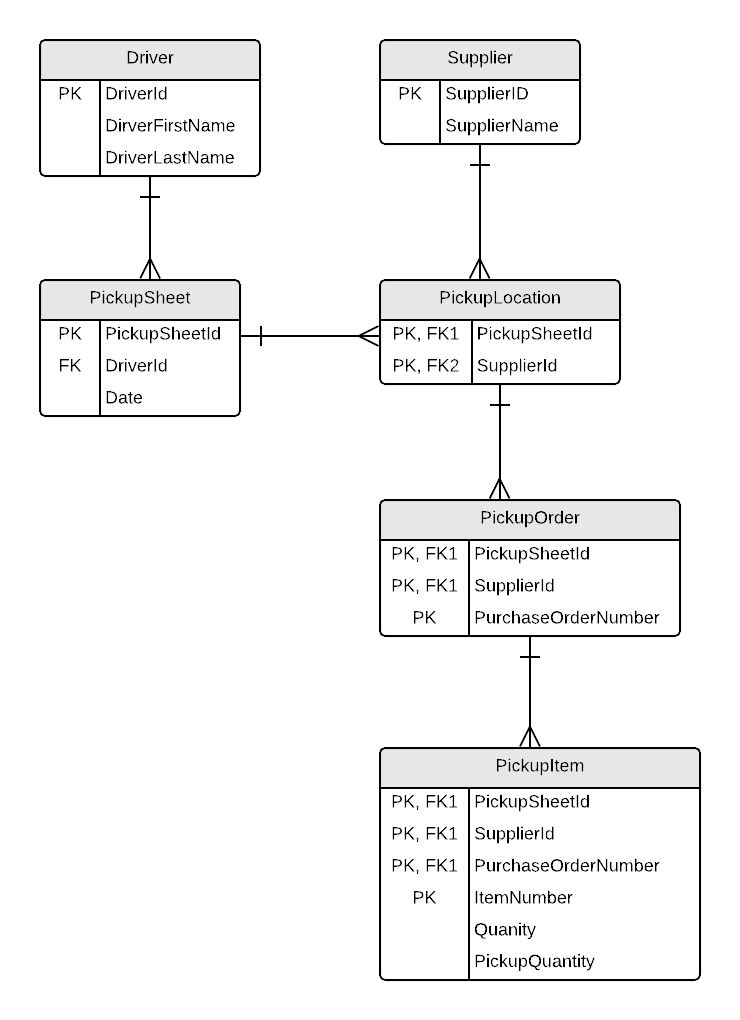 Driver
PK DriverId
DirverFirstName
DriverLastName
Supplier
PK SupplierID
SupplierName
PickupSheet
PK PickupSheetId
FK DriverId
Date
PickupLocation
PK, FK1 PickupSheetId
PK, FK2 SupplierId
PickupOrder
PK, FK1 PickupSheetId
PK, FK1 SupplierId
PK PurchaseOrderNumber
PickupItem
PK, FK1 PickupSheetId
PK, FK1 SupplierId
PK, FK1 PurchaseOrderNumber
PK ItemNumber
Quanity
PickupQuantity